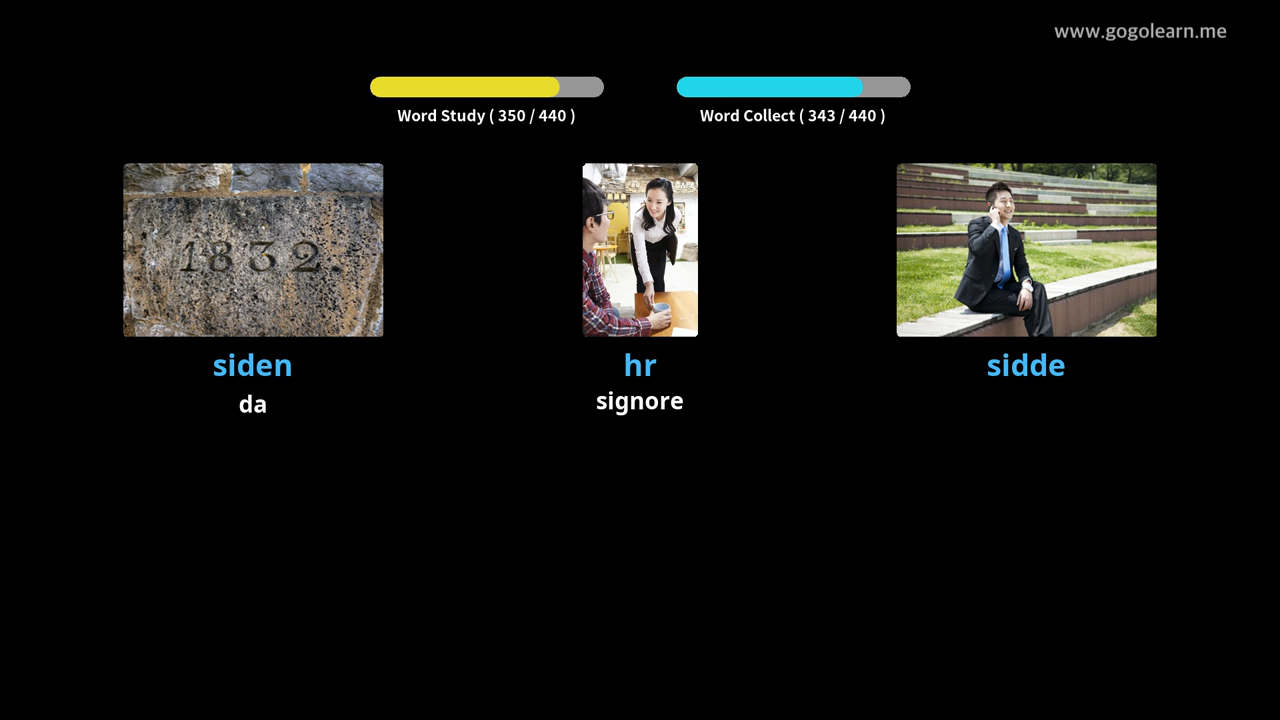 www.gogolearn.me
Word Study ( 350 / 440 )
Word Collect ( 343 / 440 )
1832.
siden
hr
sidde
da
signore